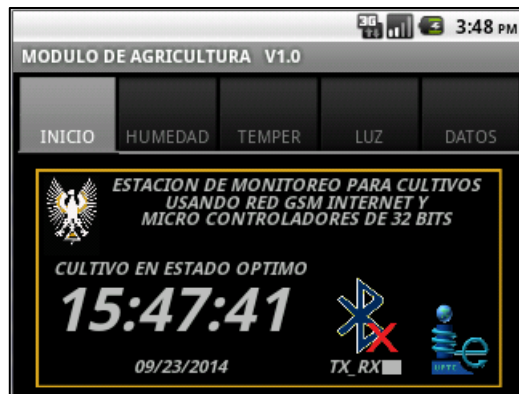 3G
3:48 PM
MODULO DE AGRICULTURA V1.0
INICIO HUMEDAD TEMPER LUZ DATOS
ESTACION DE MONITOREO PARA CULTIVOS
USANDO RED GSM INTERNET Y
MICRO CONTROLADORES DE 32 BITS
CULTIVO EN ESTADO OPTIMO
15:47:41
09/23/2014
TX_RX
UPTC